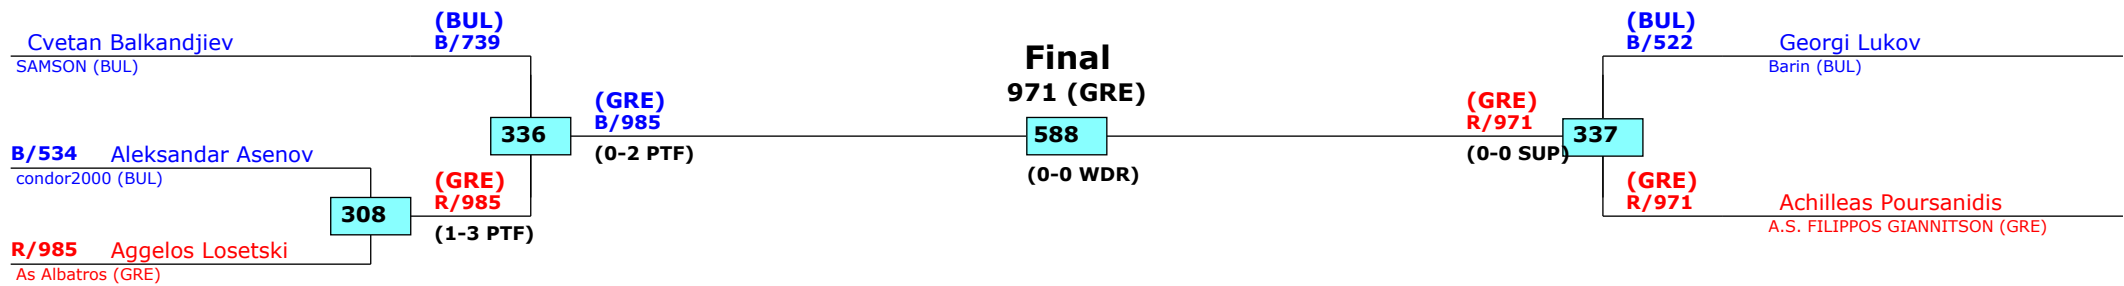 (BUL)
Cvetan Balkandjiev B/739
SAMSON (BUL)
(GRE)
B/985
336
(0-2 PTF)
B/534 Aleksandar Asenov
condor2000 (BUL)
(GRE)
R/985
308
(1-3 PTF)
R/985 Aggelos Losetski
As Albatros (GRE)
Final
971 (GRE)
588
(0-0 WDR)
(BUL)
B/522 Georgi Lukov
Barin (BUL)
(GRE)
R/971
337
(0-0 SUP)
(GRE)
R/971 Achilleas Poursanidis
A.S. FILIPPOS GIANNITSON (GRE)